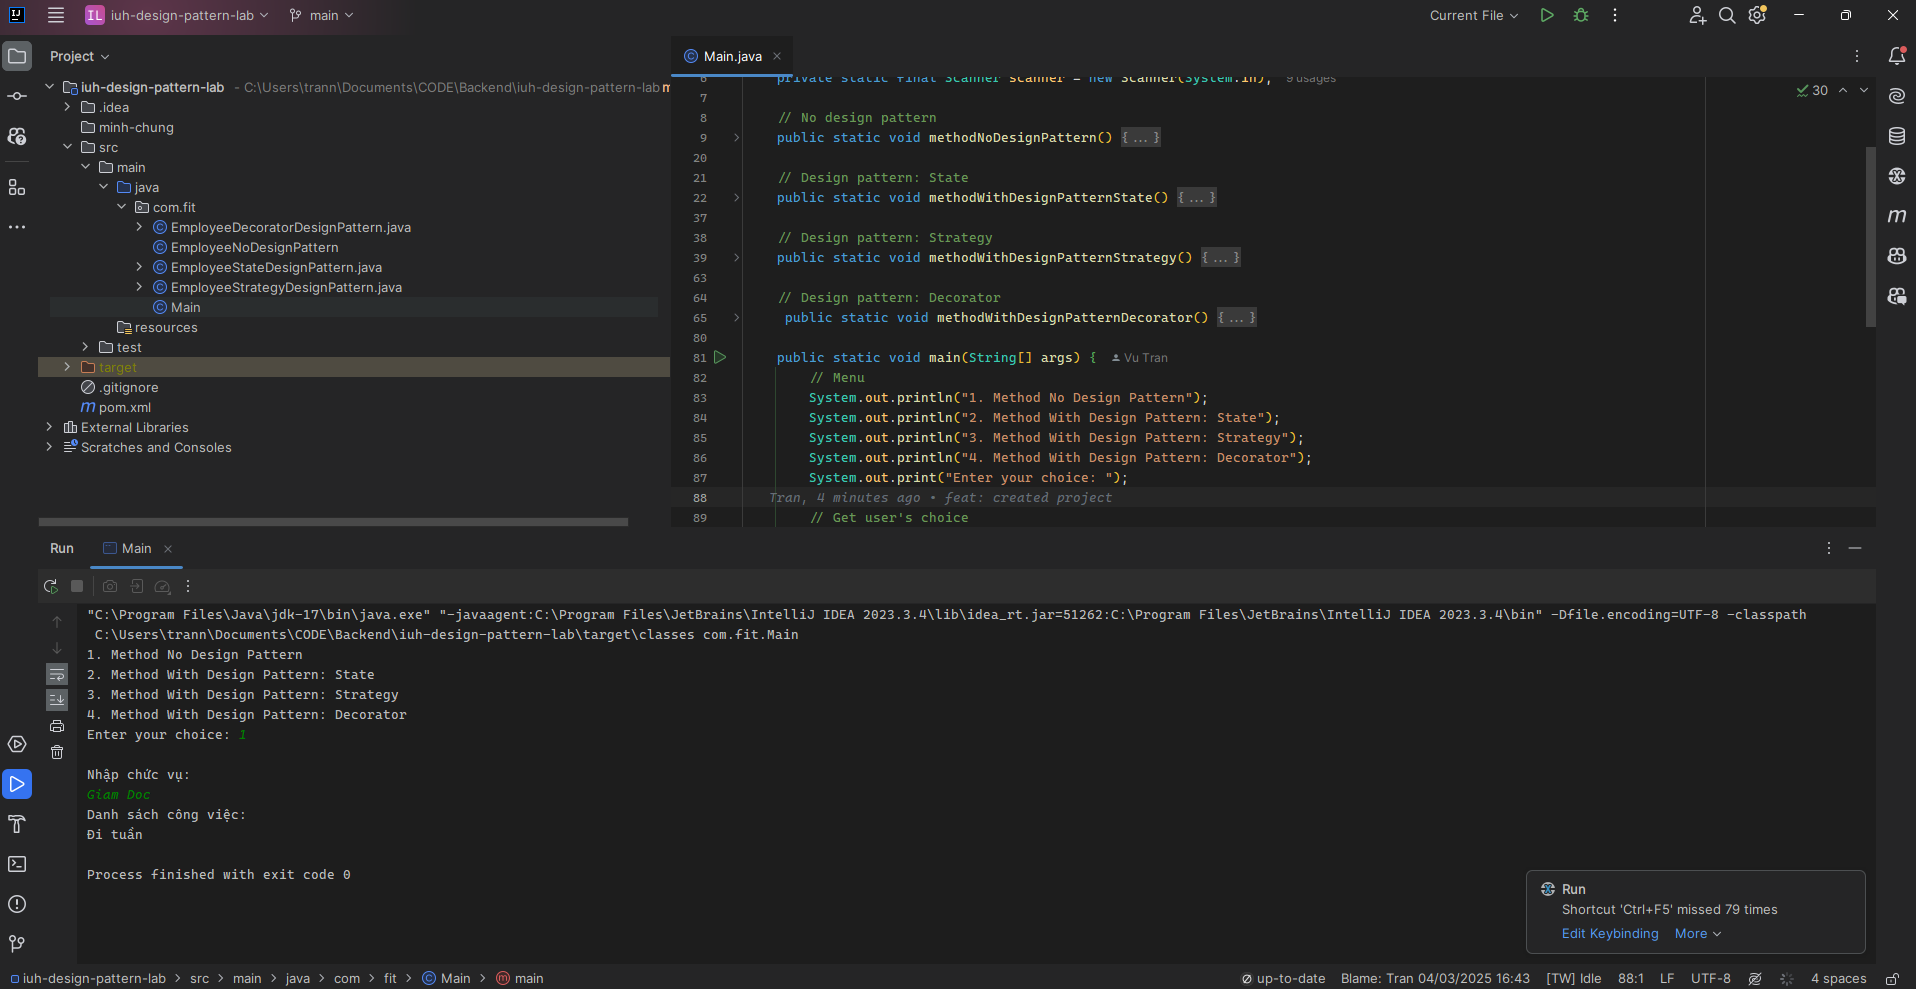 IL iuh-design-pattern-lab main Current File
Project
iuh-design-pattern-lab - C:\Users\trann\Documents\CODE\Backend\iuh-design-pattern-lab m
.idea
minh-chung
src
main
java
com.fit
EmployeeDecoratorDesignPattern.java
EmployeeNoDesignPattern
EmployeeStateDesignPattern.java
EmployeeStrategyDesignPattern.java
Main
resources
test
target
.gitignore
pom.xml
External Libraries
Scratches and Consoles
Main.java
30
6 private static final Scanner scanner = new Scanner(System.in); 9 usages
7
8 // No design pattern
9 public static void methodNoDesignPattern() {...}
20
21 // Design pattern: State
22 public static void methodWithDesignPatternState() {...}
37
38 // Design pattern: Strategy
39 public static void methodWithDesignPatternStrategy() {...}
63
64 // Design pattern: Decorator
65 public static void methodWithDesignPatternDecorator() {...}
80
81 public static void main(String[] args) { Vu Tran
82 // Menu
83 System.out.println("1. Method No Design Pattern");
84 System.out.println("2. Method With Design Pattern: State");
85 System.out.println("3. Method With Design Pattern: Strategy");
86 System.out.println("4. Method With Design Pattern: Decorator");
87 System.out.print("Enter your choice: ");
88 Tran, 4 minutes ago • feat: created project
89 // Get user's choice
Run Main
"C:\Program Files\Java\jdk-17\bin\java.exe" "-javaagent:C:\Program Files\JetBrains\IntelliJ IDEA 2023.3.4\lib\idea_rt.jar=51262:C:\Program Files\JetBrains\IntelliJ IDEA 2023.3.4\bin" -Dfile.encoding=UTF-8 -classpath
C:\Users\trann\Documents\CODE\Backend\iuh-design-pattern-lab\target\classes com.fit.Main
1. Method No Design Pattern
2. Method With Design Pattern: State
3. Method With Design Pattern: Strategy
4. Method With Design Pattern: Decorator
Enter your choice: 1
Nhập chức vụ:
Giam Doc
Danh sách công việc:
Đi tuần
Process finished with exit code 0
Run
Shortcut 'Ctrl+F5' missed 79 times
Edit Keybinding More
iuh-design-pattern-lab > src > main > java > com > fit > Main > main up-to-date Blame: Tran 04/03/2025 16:43 [TW] Idle 88:1 LF UTF-8 4 spaces